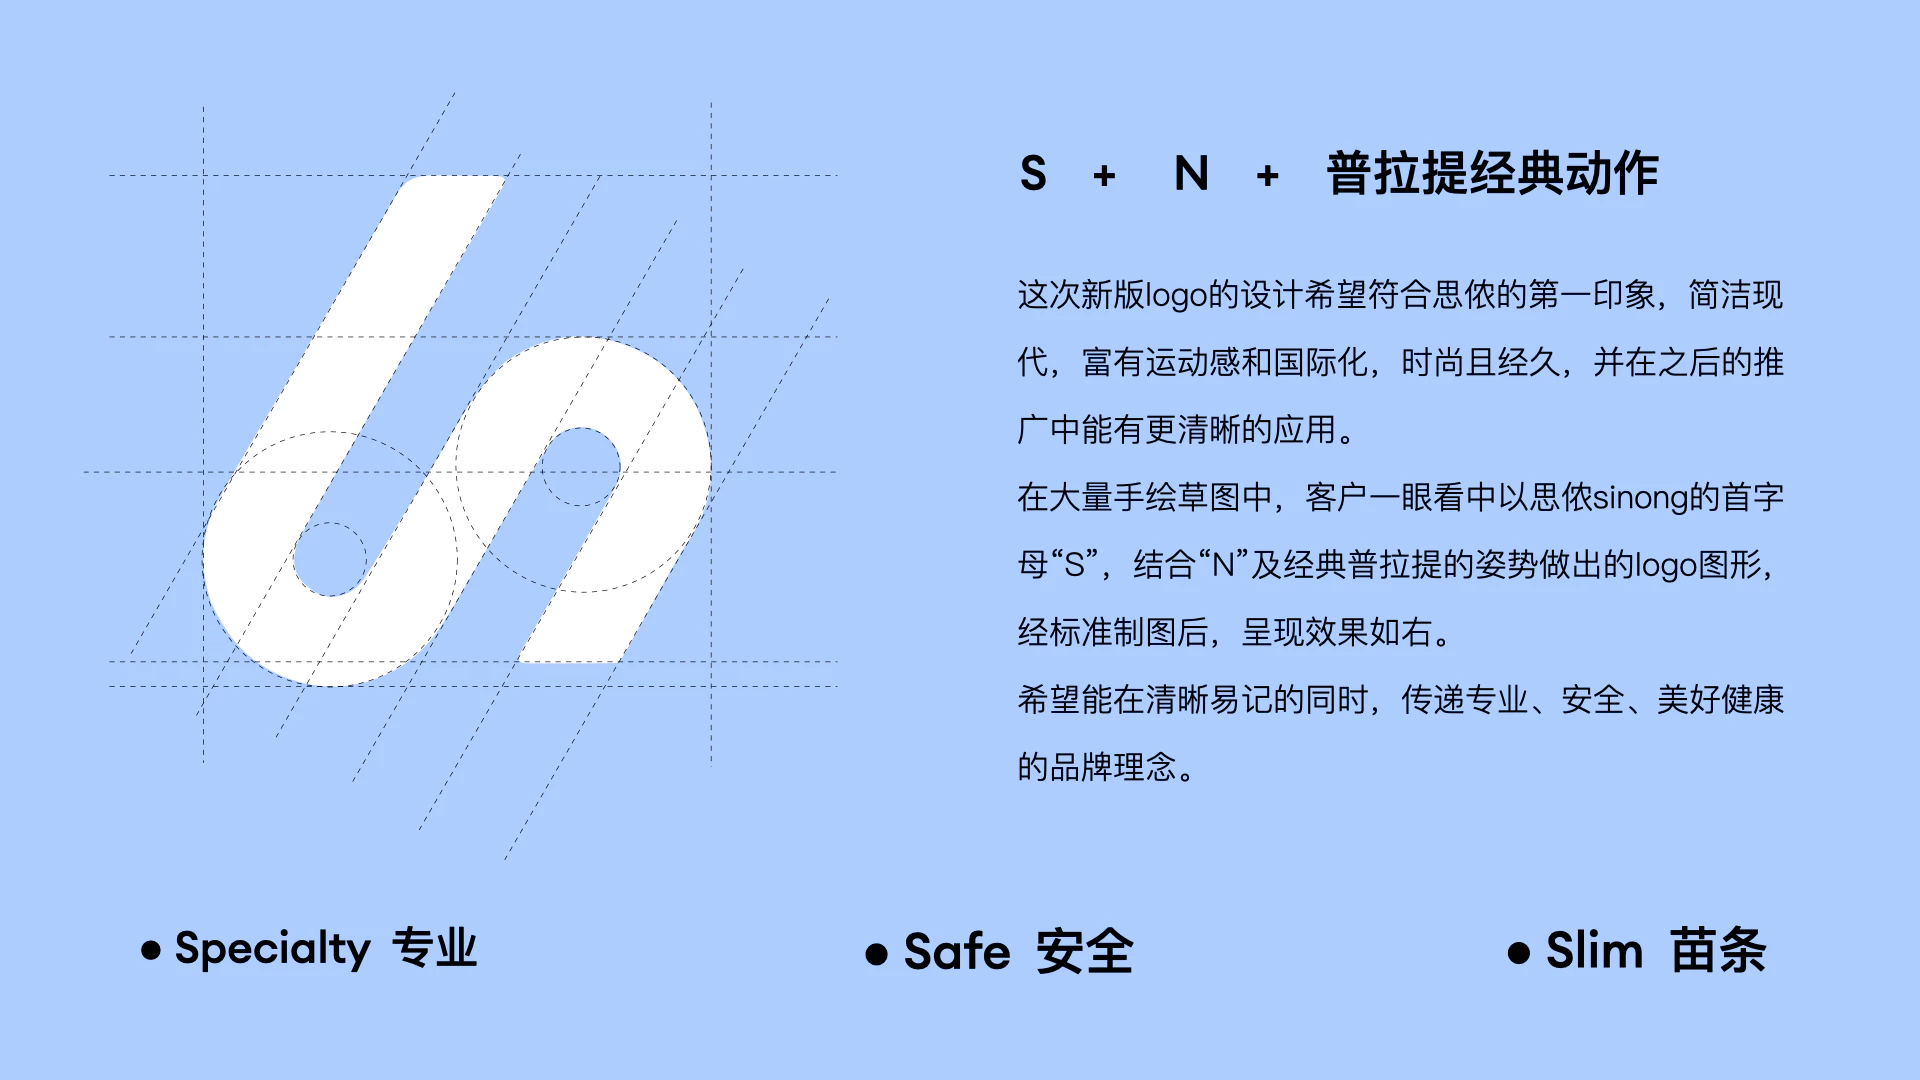 S + N + 普拉提经典动作
这次新版logo的设计希望符合思侬的第一印象，简洁现
代，富有运动感和国际化，时尚且经久，并在之后的推
广中能有更清晰的应用。
在大量手绘草图中，客户一眼看中以思侬sinong的首字
母“S”，结合“N”及经典普拉提的姿势做出的logo图形，
经标准制图后，呈现效果如右。
希望能在清晰易记的同时，传递专业、安全、美好健康
的品牌理念。
● Specialty 专业
● Safe 安全
● Slim 苗条